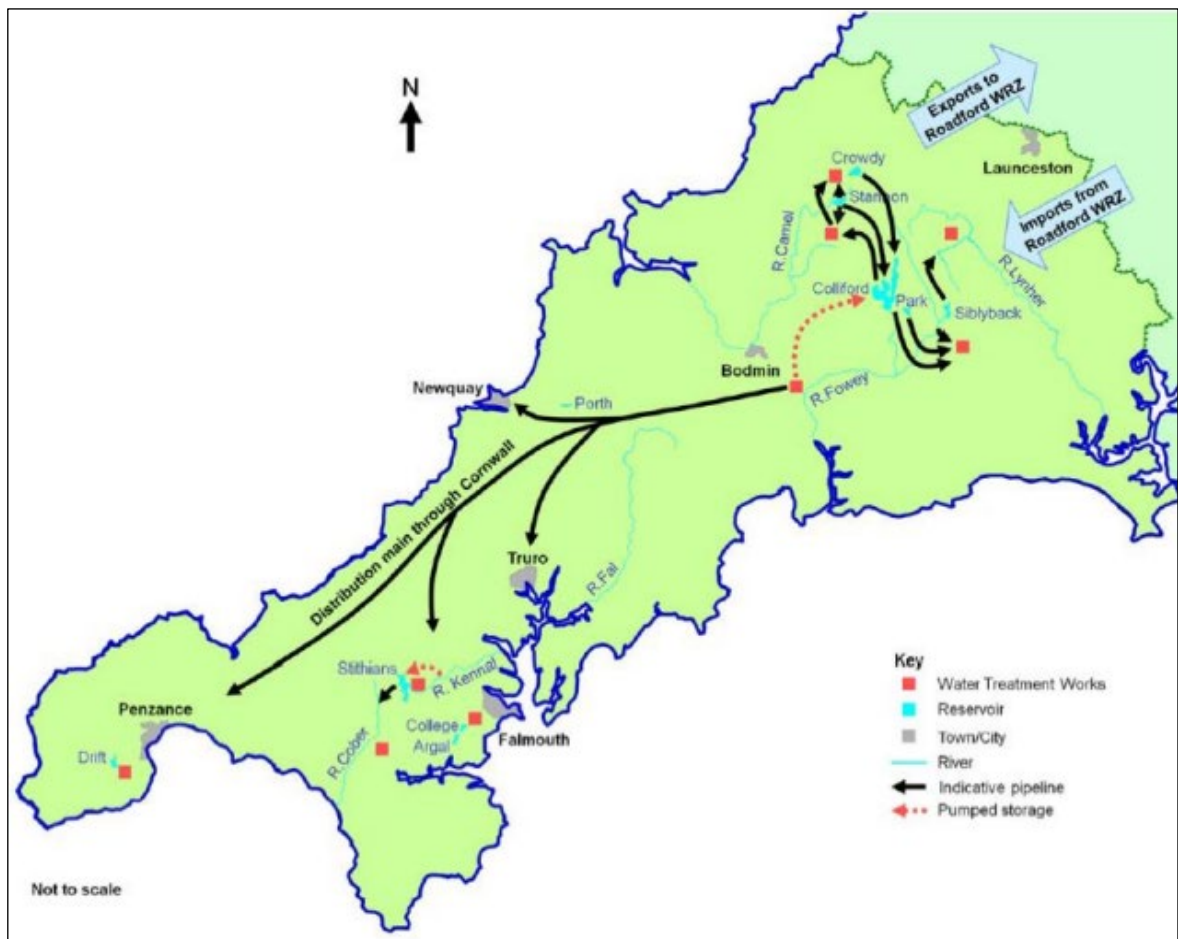 N
Exports to
Roadford WRZ
Launceston
Imports from
Roadford WRZ
Crowdy
Stannon
R.Camel
R.Lynher
Colliford
Park
Siblyback
Bodmin
R.Fowey
Newquay
Porth
Distribution main through Cornwall
Truro
R.Fal
Stithians
R. Kennal
Penzance
College
Argal
Falmouth
R.Cober
Drift
Key
Water Treatment Works
Reservoir
Town/City
River
Indicative pipeline
Pumped storage
Not to scale